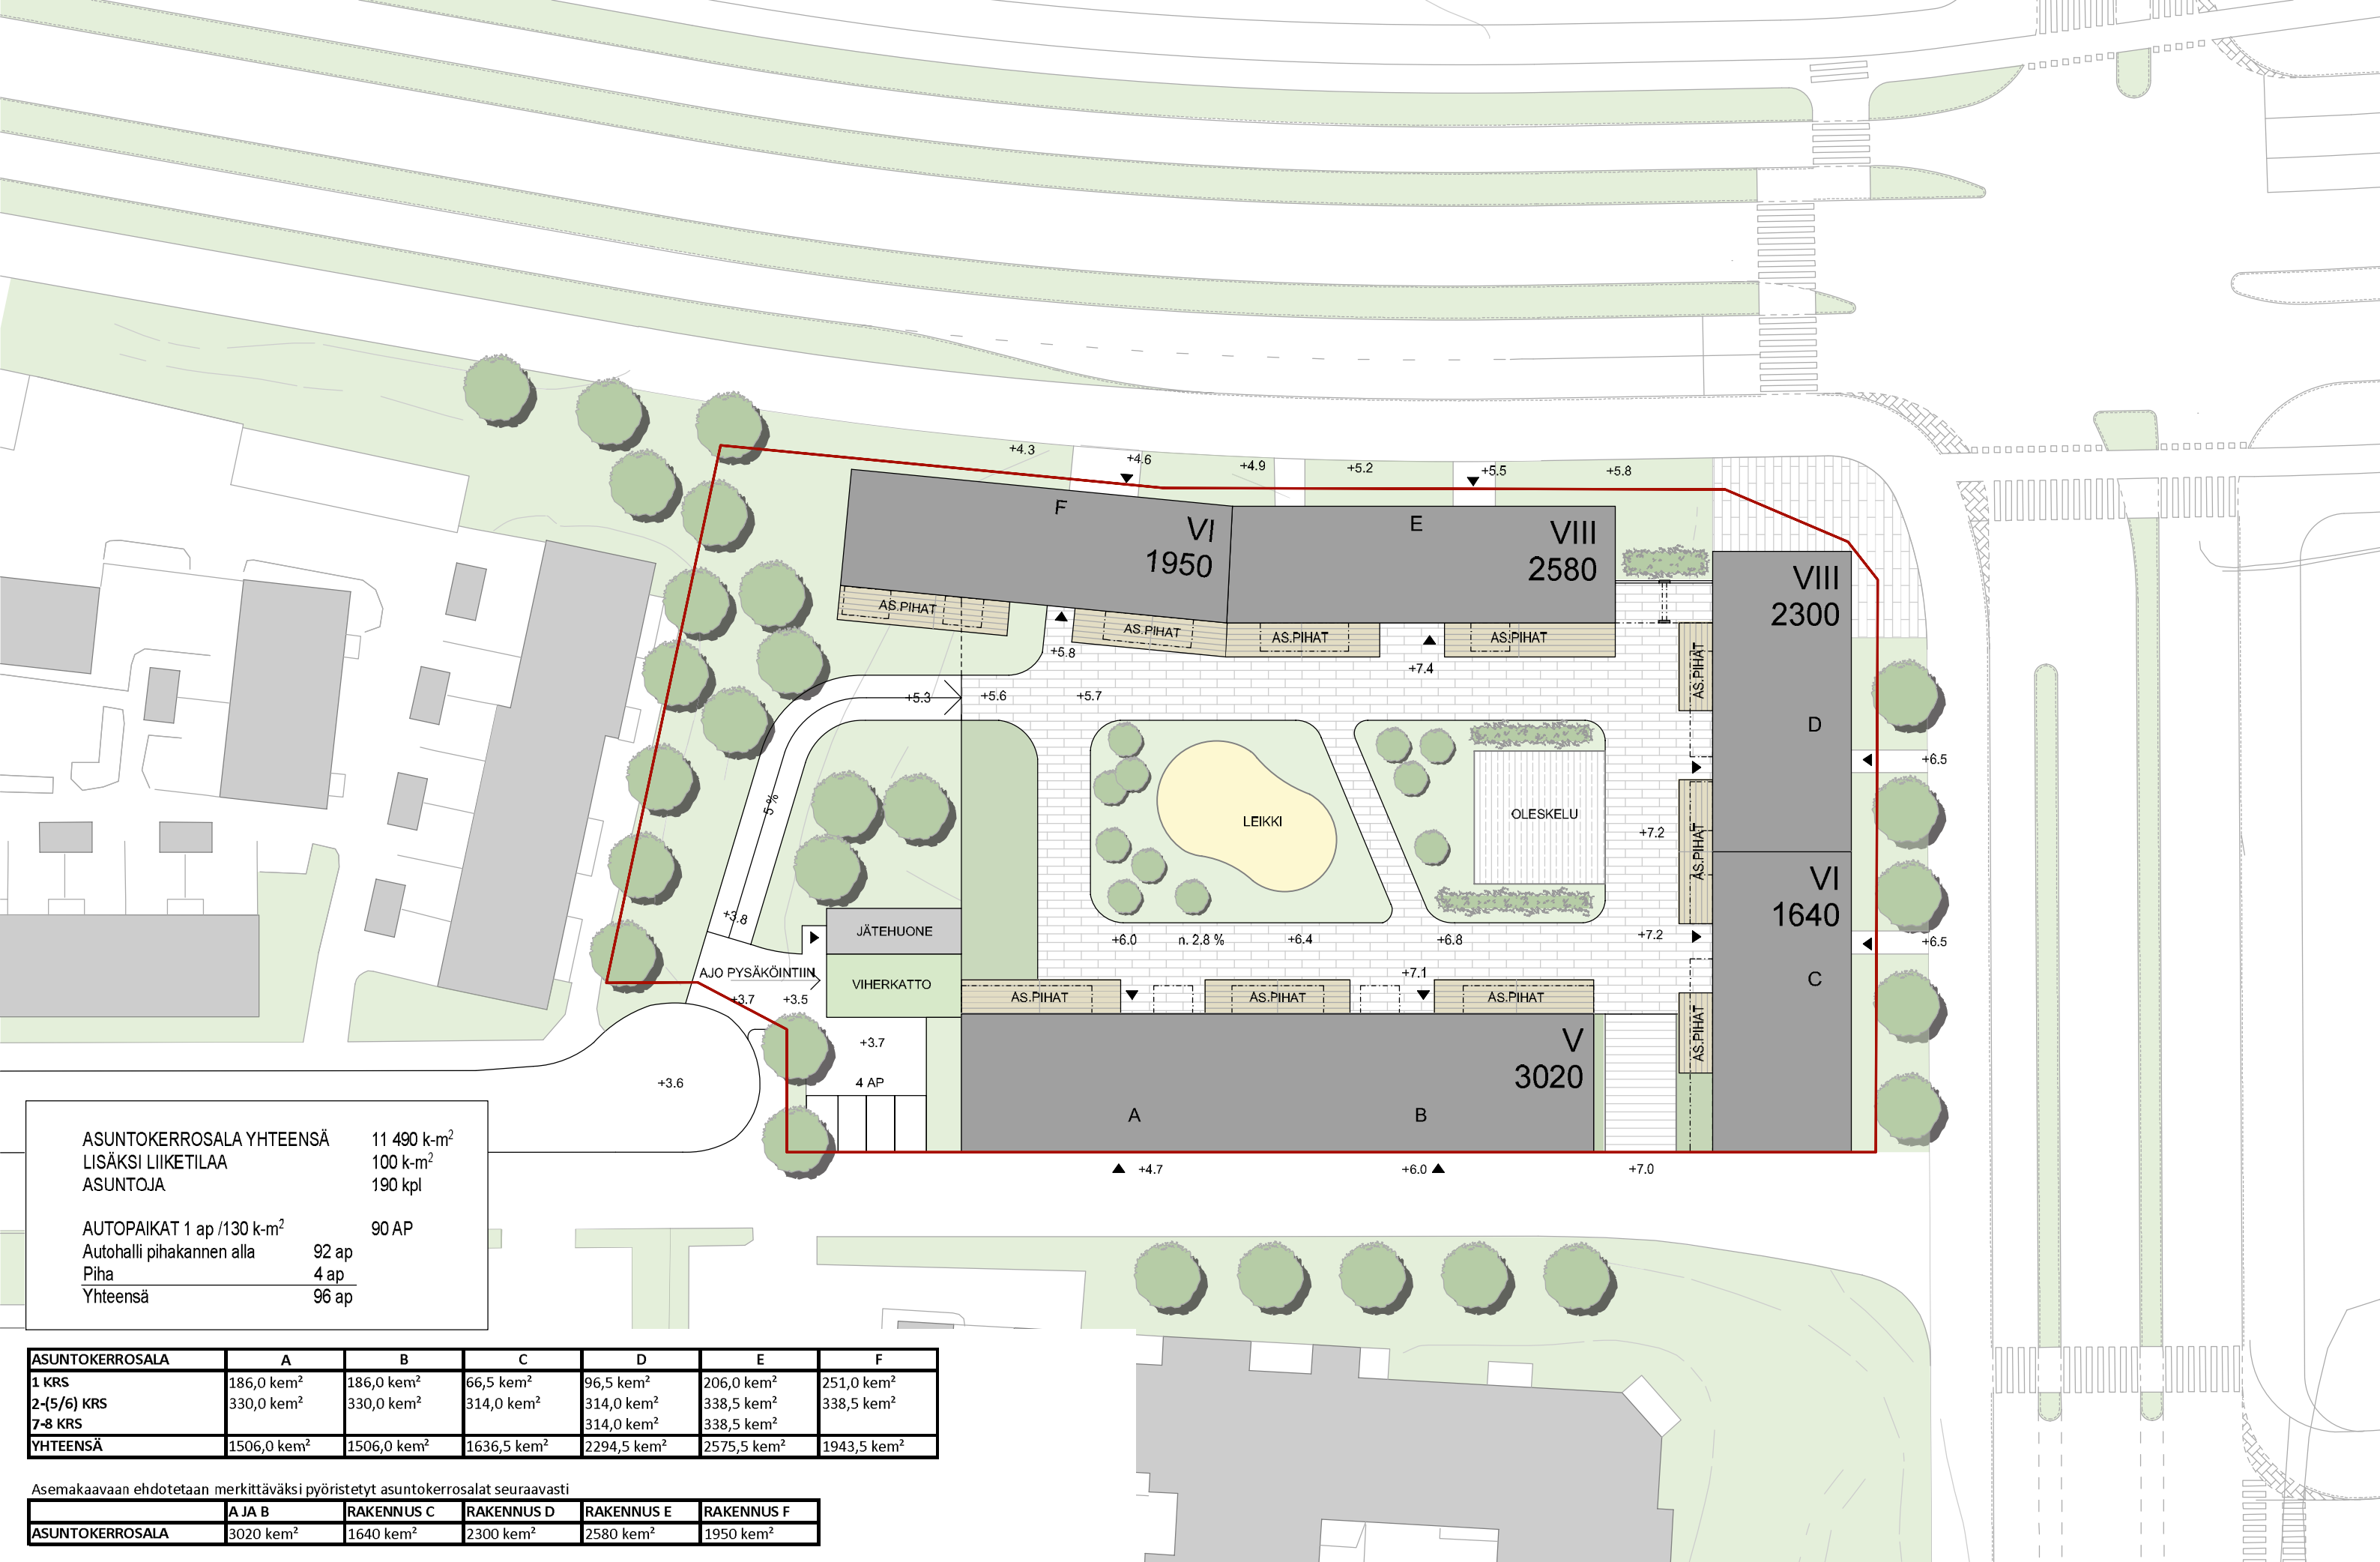 +4.3
+4.6
+4.9
+5.2
+5.5
+5.8
F
VI
1950
E
VIII
2580
VIII
2300
D
AS.PIHAT
AS.PIHAT
AS.PIHAT
AS.PIHAT
AS.PIHAT
+5.8
+7.4
+5.3
+5.6
+5.7
5 %
LEIKKI
OLESKELU
+7.2
AS.PIHAT
+6.5
VI
1640
C
+3.8
JÄTEHUONE
+6.0
n. 2.8 %
+6.4
+6.8
+7.2
+6.5
AJO PYSÄKÖINTIIN
+3.7
+3.5
VIHERKATTO
+7.1
AS.PIHAT
AS.PIHAT
AS.PIHAT
AS.PIHAT
+3.7
+3.6
4 AP
V
3020
A
B
+4.7
+6.0
+7.0
ASUNTOKERROSALA YHTEENSÄ 11 490 k-m²
LISÄKSI LIIKETILAA 100 k-m²
ASUNTOJA 190 kpl
AUTOPAIKAT 1 ap /130 k-m² 90 AP
Autohalli pihakannen alla 92 ap
Piha 4 ap
Yhteensä 96 ap
ASUNTOKERROSALA A B C D E F
1 KRS 186,0 kem² 186,0 kem² 66,5 kem² 96,5 kem² 206,0 kem² 251,0 kem²
2-(5/6) KRS 330,0 kem² 330,0 kem² 314,0 kem² 314,0 kem² 338,5 kem² 338,5 kem²
7-8 KRS 314,0 kem² 338,5 kem²
YHTEENSÄ 1506,0 kem² 1506,0 kem² 1636,5 kem² 2294,5 kem² 2575,5 kem² 1943,5 kem²
Asemakaavaan ehdotetaan merkittäväksi pyöristetyt asuntokerrosalat seuraavasti
A JA B RAKENNUS C RAKENNUS D RAKENNUS E RAKENNUS F
ASUNTOKERROSALA 3020 kem² 1640 kem² 2300 kem² 2580 kem² 1950 kem²